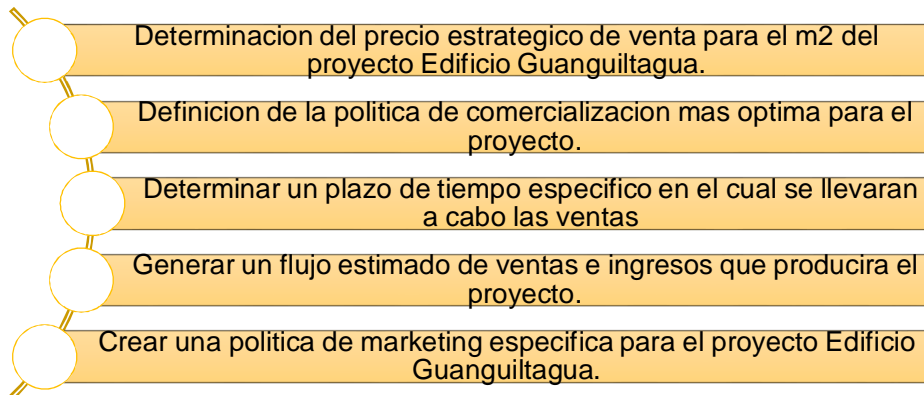 Determinacion del precio estrategico de venta para el m2 del
proyecto Edificio Guanguiltagua.
Definicion de la politica de comercializacion mas optima para el
proyecto.
Determinar un plazo de tiempo especifico en el cual se llevaran
a cabo las ventas
Generar un flujo estimado de ventas e ingresos que producira el
proyecto.
Crear una politica de marketing especifica para el proyecto Edificio
Guanguiltagua.